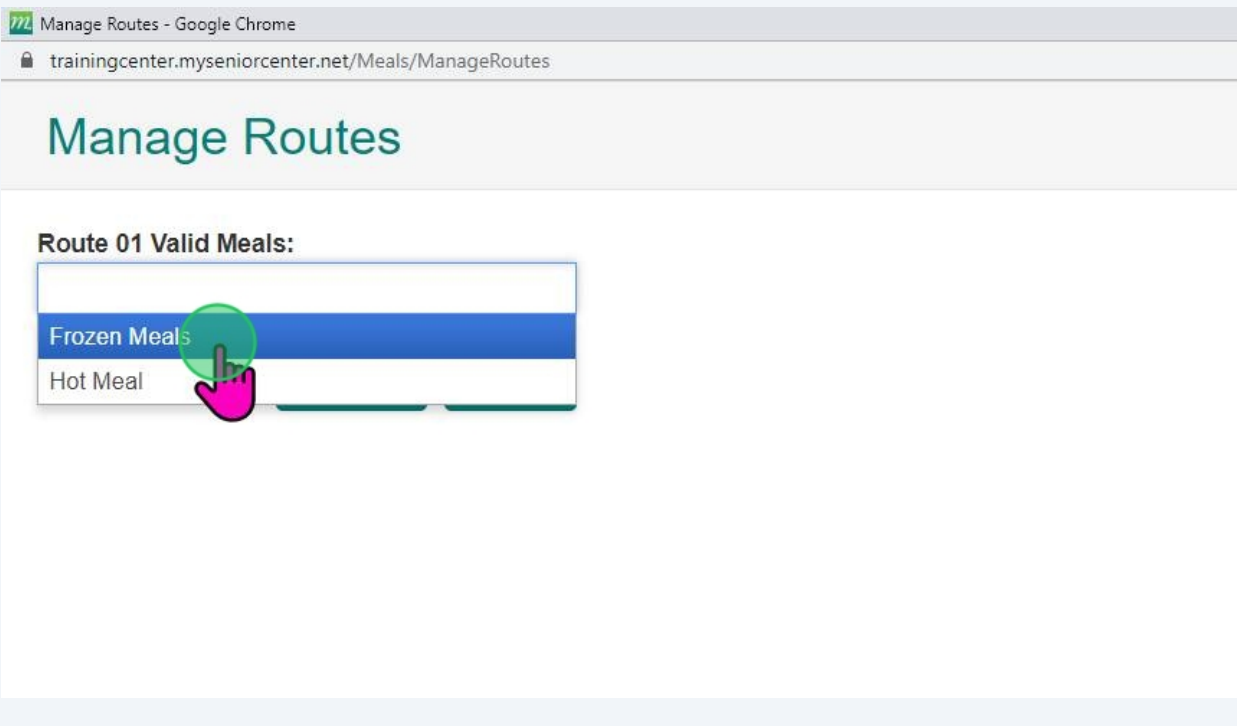 Manage Routes - Google Chrome
trainingcenter.myseniorcenter.net/Meals/ManageRoutes
Manage Routes
Route 01 Valid Meals:
Frozen Meals
Hot Meal